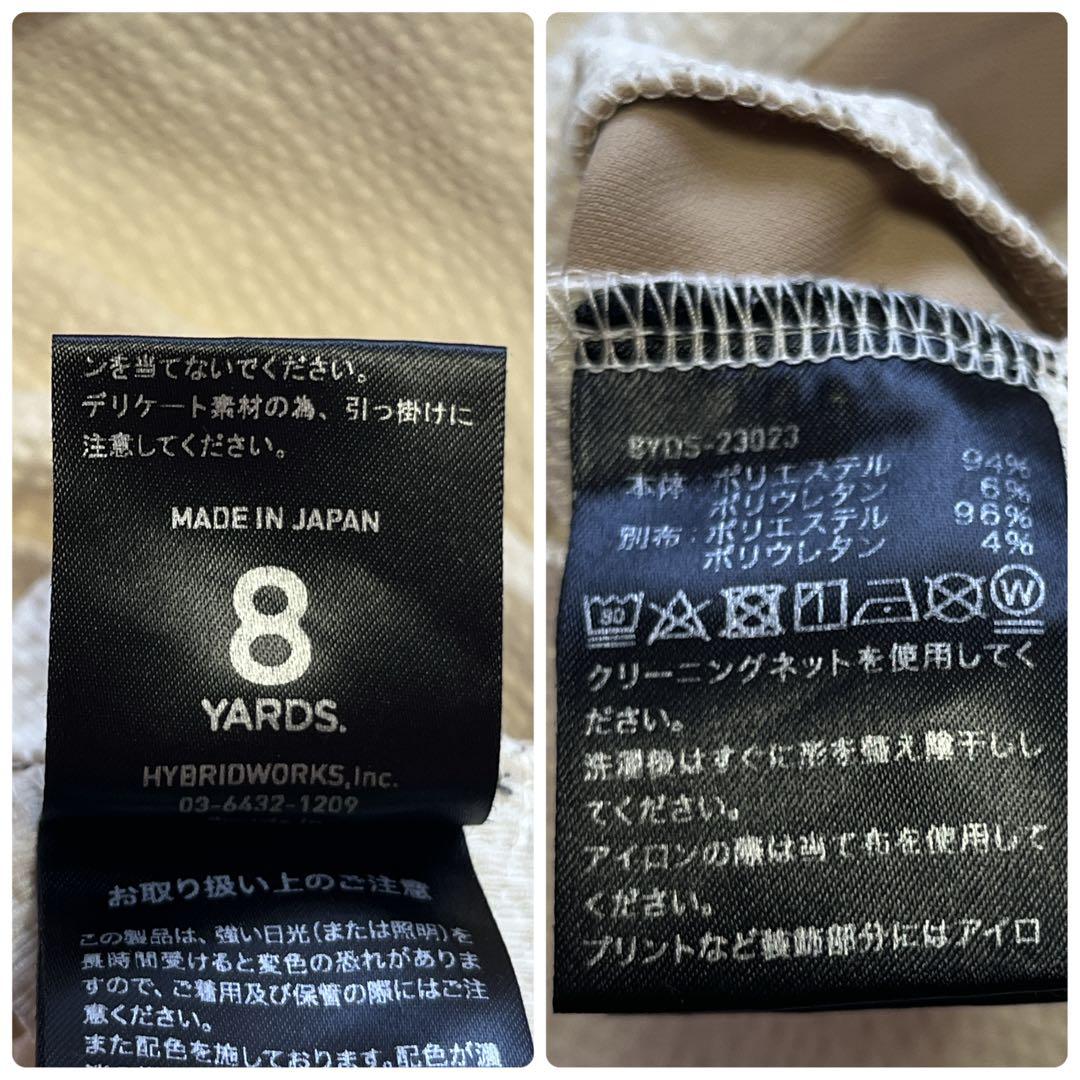 ンを当てないでください。
デリケート素材の為、引っ掛けに
注意してください。
MADE IN JAPAN
8
YARDS.
HYBRIDWORKS,Inc.
03-6432-1209
お取り扱い上のご注意
この製品は、強い日光(または照明)を
長時間受けると変色の恐れがありま
すので、ご着用及び保管の際にはご注
意ください。
また配色を施しております。配色が濃
8YDS-23023
本体 ポリエステル 94%
ポリウレタン 6%
別布:ポリエステル 96%
ポリウレタン 4%
30
W
クリーニングネットを使用してく
ださい。
洗濯後はすぐに形を整え陰干しし
てください。
アイロンの際は当て布を使用して
ください。
プリントなど装飾部分にはアイロ